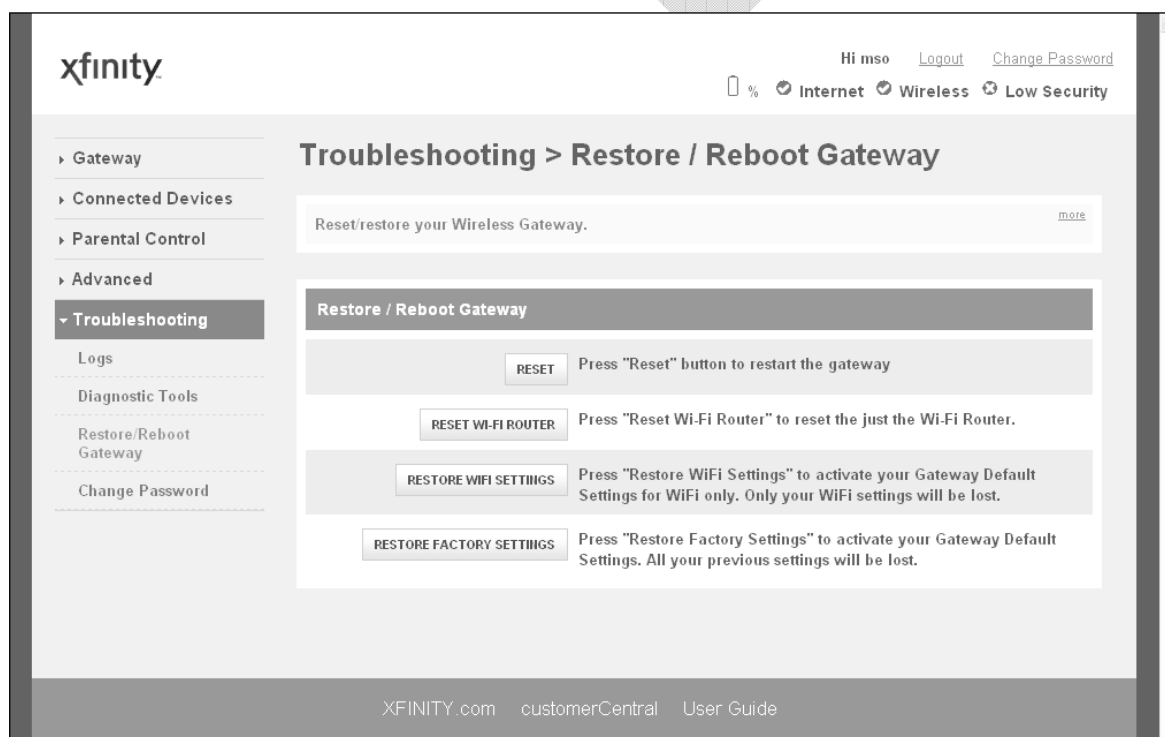 xfinity
Hi mso Logout Change Password
% Internet Wireless Low Security
Gateway
Connected Devices
Parental Control
Advanced
Troubleshooting
Logs
Diagnostic Tools
Restore/Reboot
Gateway
Change Password
Troubleshooting > Restore / Reboot Gateway
Reset/restore your Wireless Gateway.
more
Restore / Reboot Gateway
RESET Press "Reset" button to restart the gateway
RESET WI-FI ROUTER Press "Reset Wi-Fi Router" to reset the just the Wi-Fi Router.
RESTORE WIFI SETTINGS Press "Restore WiFi Settings" to activate your Gateway Default
Settings for WiFi only. Only your WiFi settings will be lost.
RESTORE FACTORY SETTINGS Press "Restore Factory Settings" to activate your Gateway Default
Settings. All your previous settings will be lost.
XFINITY.com customerCentral User Guide